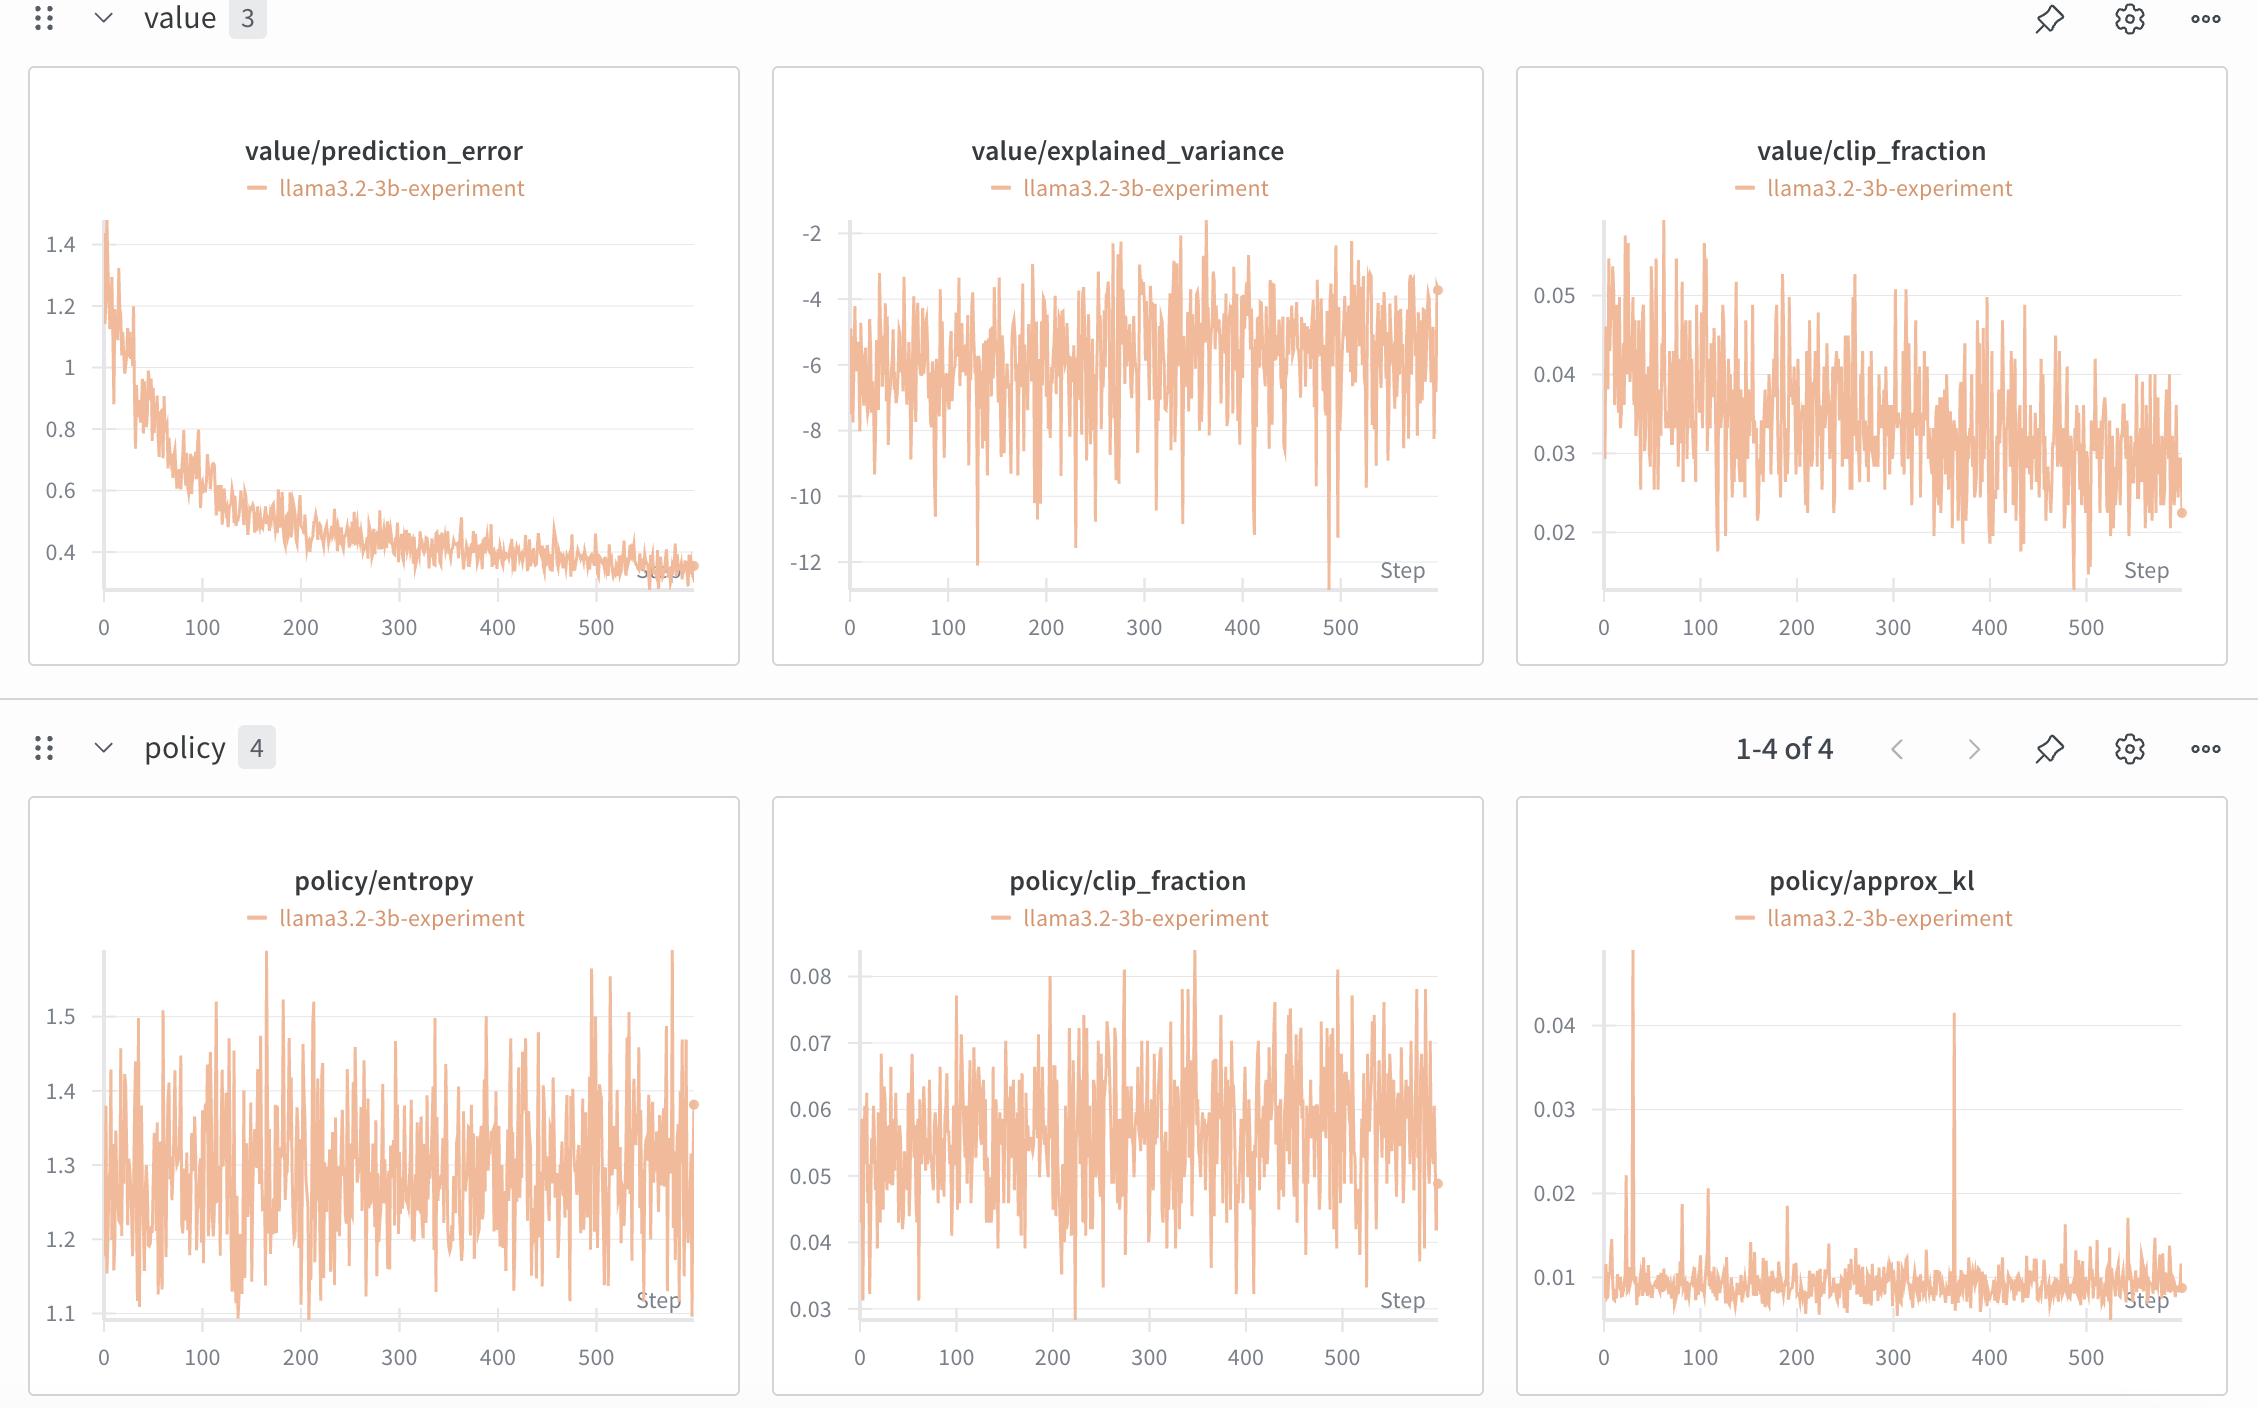 value 3
value/prediction_error
llama3.2-3b-experiment
1.4
1.2
1
0.8
0.6
0.4
Step
0 100 200 300 400 500
value/explained_variance
llama3.2-3b-experiment
-2
-4
-6
-8
-10
-12
Step
0 100 200 300 400 500
value/clip_fraction
llama3.2-3b-experiment
0.05
0.04
0.03
0.02
Step
0 100 200 300 400 500
policy 4
1-4 of 4
policy/entropy
llama3.2-3b-experiment
1.5
1.4
1.3
1.2
1.1
Step
0 100 200 300 400 500
policy/clip_fraction
llama3.2-3b-experiment
0.08
0.07
0.06
0.05
0.04
0.03
Step
0 100 200 300 400 500
policy/approx_kl
llama3.2-3b-experiment
0.04
0.03
0.02
0.01
Step
0 100 200 300 400 500